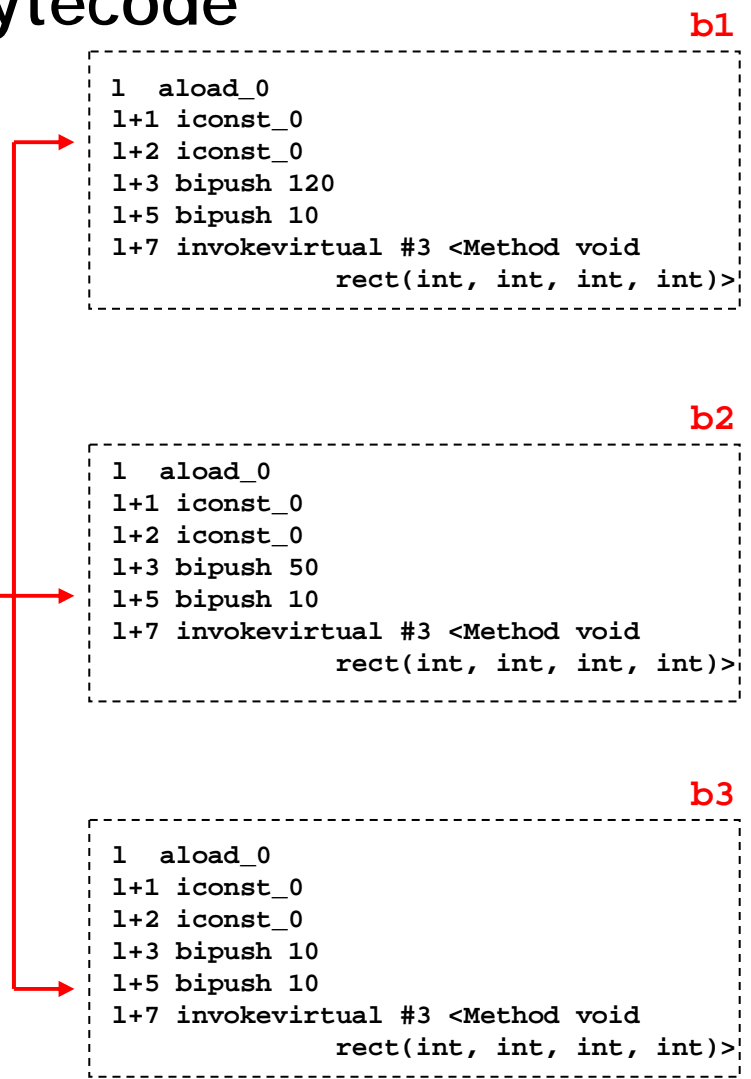 ytecode
b1
l aload_0
l+1 iconst_0
l+2 iconst_0
l+3 bipush 120
l+5 bipush 10
l+7 invokevirtual #3 <Method void
rect(int, int, int, int)>
b2
l aload_0
l+1 iconst_0
l+2 iconst_0
l+3 bipush 50
l+5 bipush 10
l+7 invokevirtual #3 <Method void
rect(int, int, int, int)>
b3
l aload_0
l+1 iconst_0
l+2 iconst_0
l+3 bipush 10
l+5 bipush 10
l+7 invokevirtual #3 <Method void
rect(int, int, int, int)>